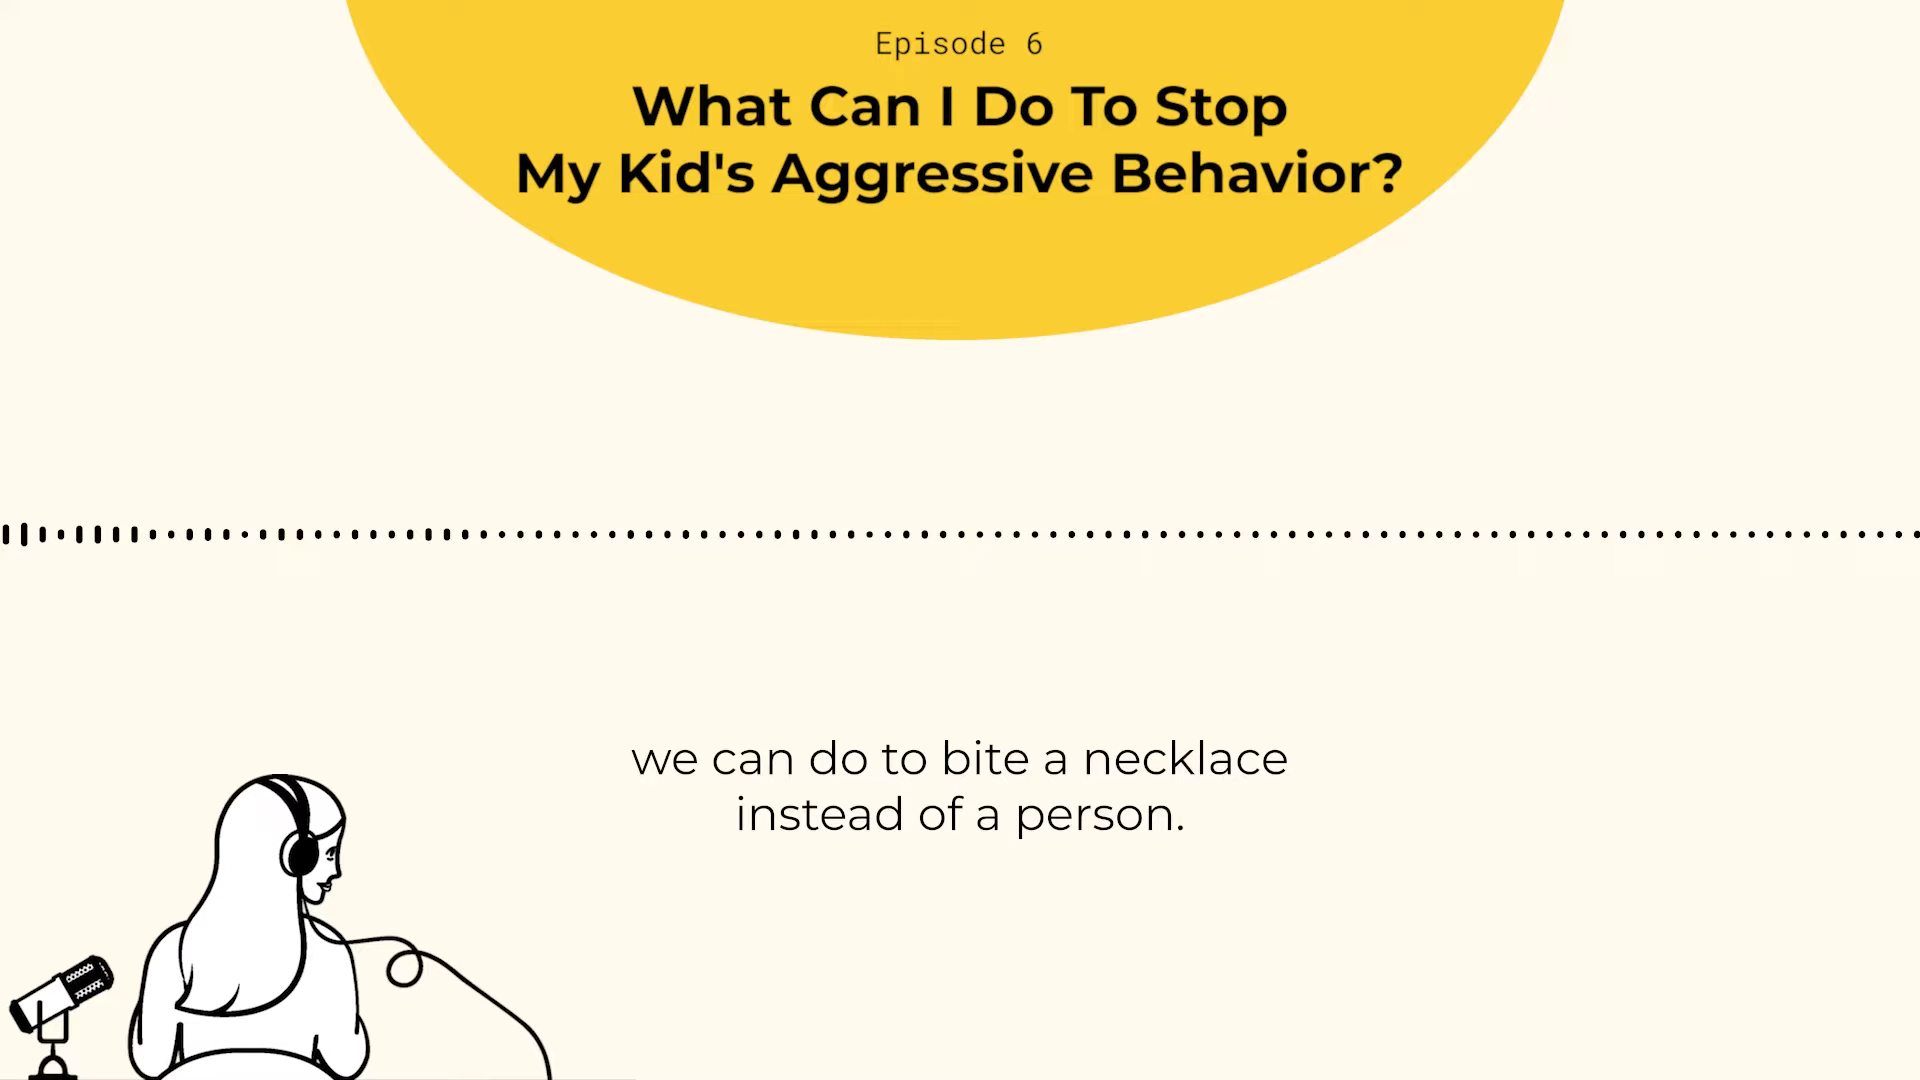 Episode 6
What Can I Do To Stop
My Kid's Aggressive Behavior?
we can do to bite a necklace
instead of a person.